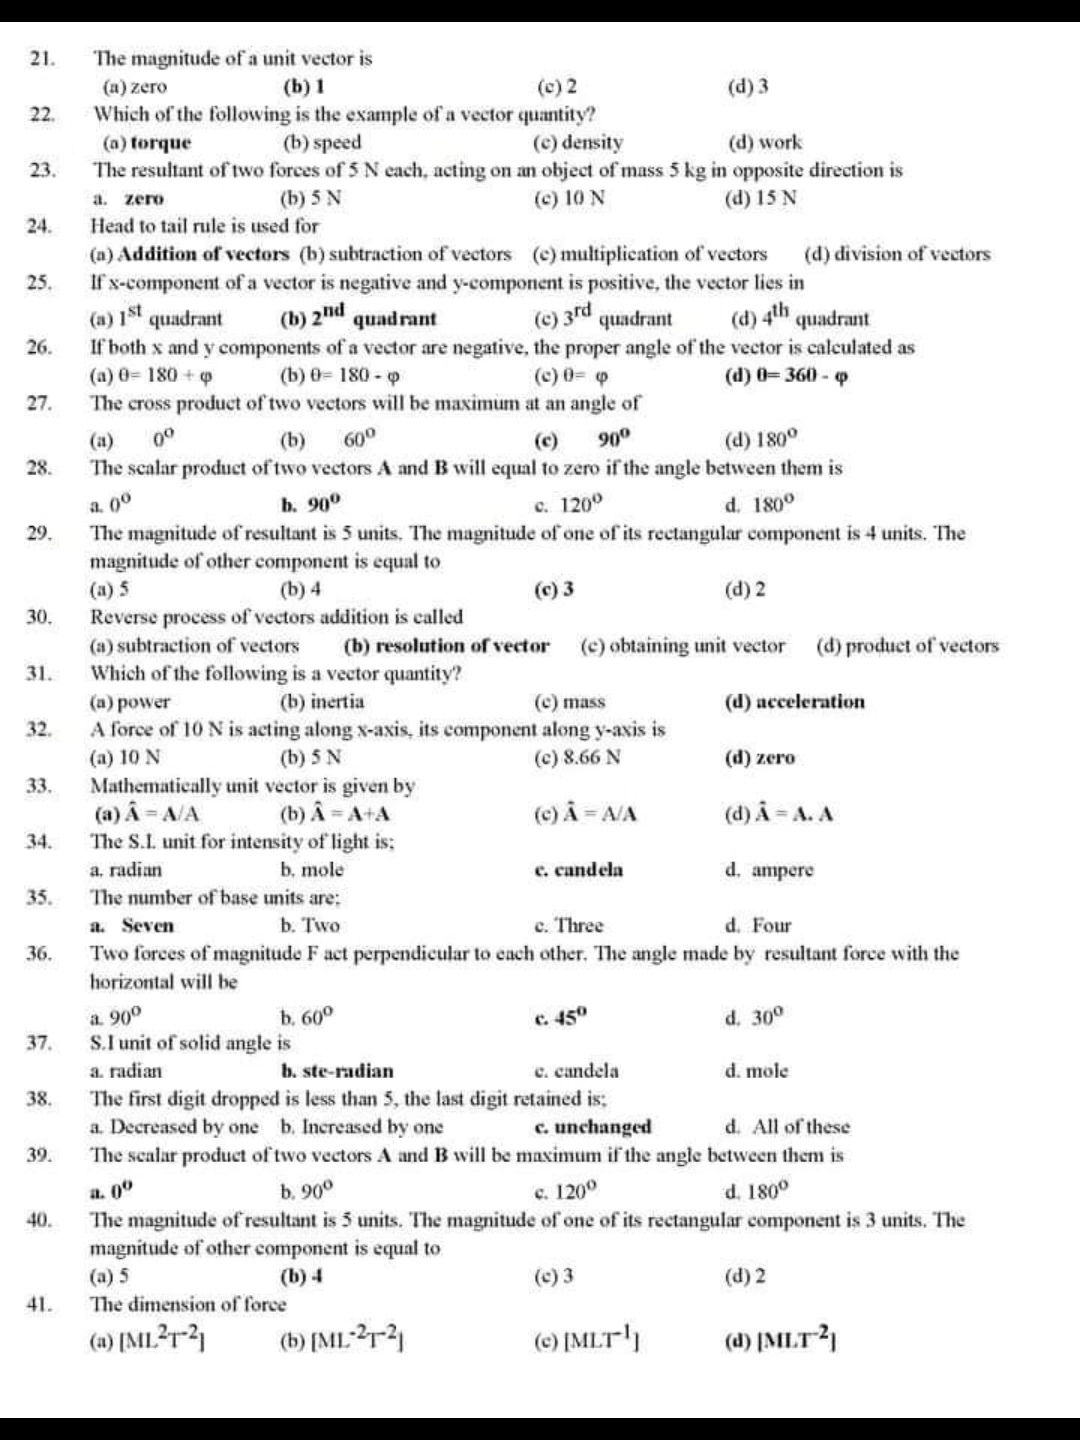 21. The magnitude of a unit vector is
(a) zero (b) 1 (c) 2 (d) 3
22. Which of the following is the example of a vector quantity?
(a) torque (b) speed (c) density (d) work
23. The resultant of two forces of 5 N each, acting on an object of mass 5 kg in opposite direction is
a. zero (b) 5 N (c) 10 N (d) 15 N
24. Head to tail rule is used for
(a) Addition of vectors (b) subtraction of vectors (c) multiplication of vectors (d) division of vectors
25. If x-component of a vector is negative and y-component is positive, the vector lies in
(a) 1st quadrant (b) 2nd quadrant (c) 3rd quadrant (d) 4th quadrant
26. If both x and y components of a vector are negative, the proper angle of the vector is calculated as
(a) θ= 180 + φ (b) θ= 180 - φ (c) θ= φ (d) θ= 360 - φ
27. The cross product of two vectors will be maximum at an angle of
(a) 0⁰ (b) 60⁰ (c) 90⁰ (d) 180⁰
28. The scalar product of two vectors A and B will equal to zero if the angle between them is
a. 0⁰ b. 90⁰ c. 120⁰ d. 180⁰
29. The magnitude of resultant is 5 units. The magnitude of one of its rectangular component is 4 units. The
magnitude of other component is equal to
(a) 5 (b) 4 (c) 3 (d) 2
30. Reverse process of vectors addition is called
(a) subtraction of vectors (b) resolution of vector (c) obtaining unit vector (d) product of vectors
31. Which of the following is a vector quantity?
(a) power (b) inertia (c) mass (d) acceleration
32. A force of 10 N is acting along x-axis, its component along y-axis is
(a) 10 N (b) 5 N (c) 8.66 N (d) zero
33. Mathematically unit vector is given by
(a) Â = A/A (b) Â = A+A (c) Â = A/A (d) Â = A. A
34. The S.I. unit for intensity of light is;
a. radian b. mole c. candela d. ampere
35. The number of base units are;
a. Seven b. Two c. Three d. Four
36. Two forces of magnitude F act perpendicular to each other. The angle made by resultant force with the
horizontal will be
a. 90⁰ b. 60⁰ c. 45⁰ d. 30⁰
37. S.I unit of solid angle is
a. radian b. ste-radian c. candela d. mole
38. The first digit dropped is less than 5, the last digit retained is;
a. Decreased by one b. Increased by one c. unchanged d. All of these
39. The scalar product of two vectors A and B will be maximum if the angle between them is
a. 0⁰ b. 90⁰ c. 120⁰ d. 180⁰
40. The magnitude of resultant is 5 units. The magnitude of one of its rectangular component is 3 units. The
magnitude of other component is equal to
(a) 5 (b) 4 (c) 3 (d) 2
41. The dimension of force
(a) [ML²T⁻²] (b) [ML⁻²T⁻²] (c) [MLT⁻¹] (d) [MLT⁻²]